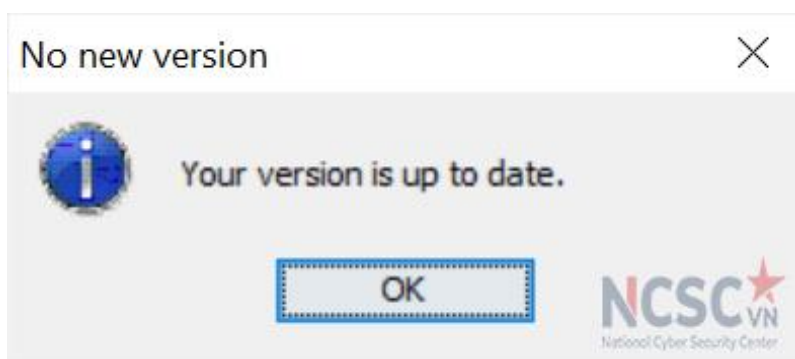 No new version
Your version is up to date.
OK
NCSC
VN
National Cyber Security Center